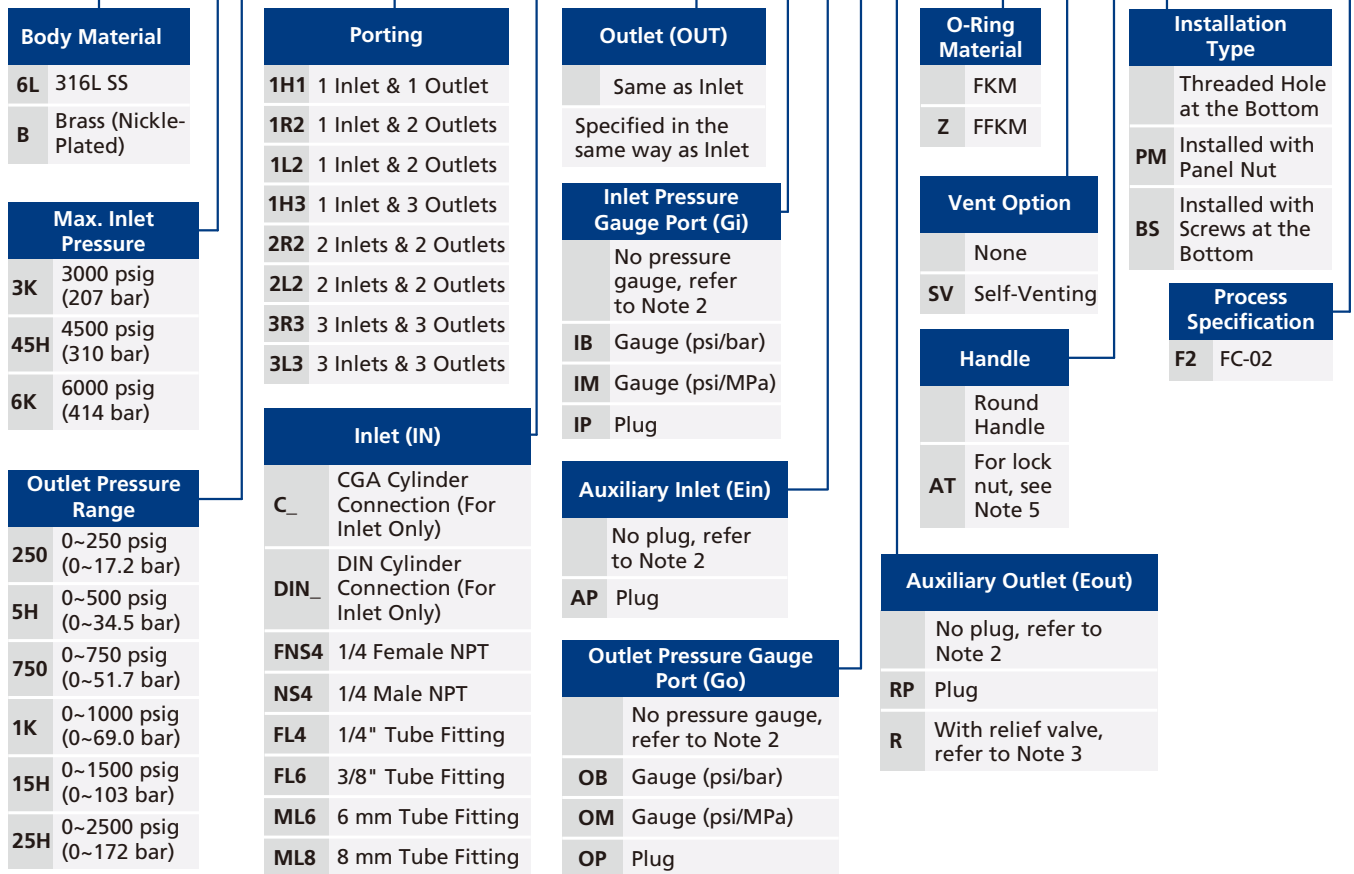 Body Material
6L 316L SS
B Brass (Nickle-
Plated)
Max. Inlet
Pressure
3K 3000 psig
(207 bar)
45H 4500 psig
(310 bar)
6K 6000 psig
(414 bar)
Outlet Pressure
Range
250 0~250 psig
(0~17.2 bar)
5H 0~500 psig
(0~34.5 bar)
750 0~750 psig
(0~51.7 bar)
1K 0~1000 psig
(0~69.0 bar)
15H 0~1500 psig
(0~103 bar)
25H 0~2500 psig
(0~172 bar)
Porting
1H1 1 Inlet & 1 Outlet
1R2 1 Inlet & 2 Outlets
1L2 1 Inlet & 2 Outlets
1H3 1 Inlet & 3 Outlets
2R2 2 Inlets & 2 Outlets
2L2 2 Inlets & 2 Outlets
3R3 3 Inlets & 3 Outlets
3L3 3 Inlets & 3 Outlets
Inlet (IN)
C_ CGA Cylinder
Connection (For
Inlet Only)
DIN_ DIN Cylinder
Connection (For
Inlet Only)
FNS4 1/4 Female NPT
NS4 1/4 Male NPT
FL4 1/4" Tube Fitting
FL6 3/8" Tube Fitting
ML6 6 mm Tube Fitting
ML8 8 mm Tube Fitting
Outlet (OUT)
Same as Inlet
Specified in the
same way as Inlet
Inlet Pressure
Gauge Port (Gi)
No pressure
gauge, refer
to Note 2
IB Gauge (psi/bar)
IM Gauge (psi/MPa)
IP Plug
Auxiliary Inlet (Ein)
No plug, refer
to Note 2
AP Plug
Outlet Pressure Gauge
Port (Go)
No pressure gauge,
refer to Note 2
OB Gauge (psi/bar)
OM Gauge (psi/MPa)
OP Plug
O-Ring
Material
FKM
Z FFKM
Vent Option
None
SV Self-Venting
Handle
Round
Handle
AT For lock
nut, see
Note 5
Auxiliary Outlet (Eout)
No plug, refer to
Note 2
RP Plug
R With relief valve,
refer to Note 3
Installation
Type
Threaded Hole
at the Bottom
PM Installed with
Panel Nut
BS Installed with
Screws at the
Bottom
Process
Specification
F2 FC-02